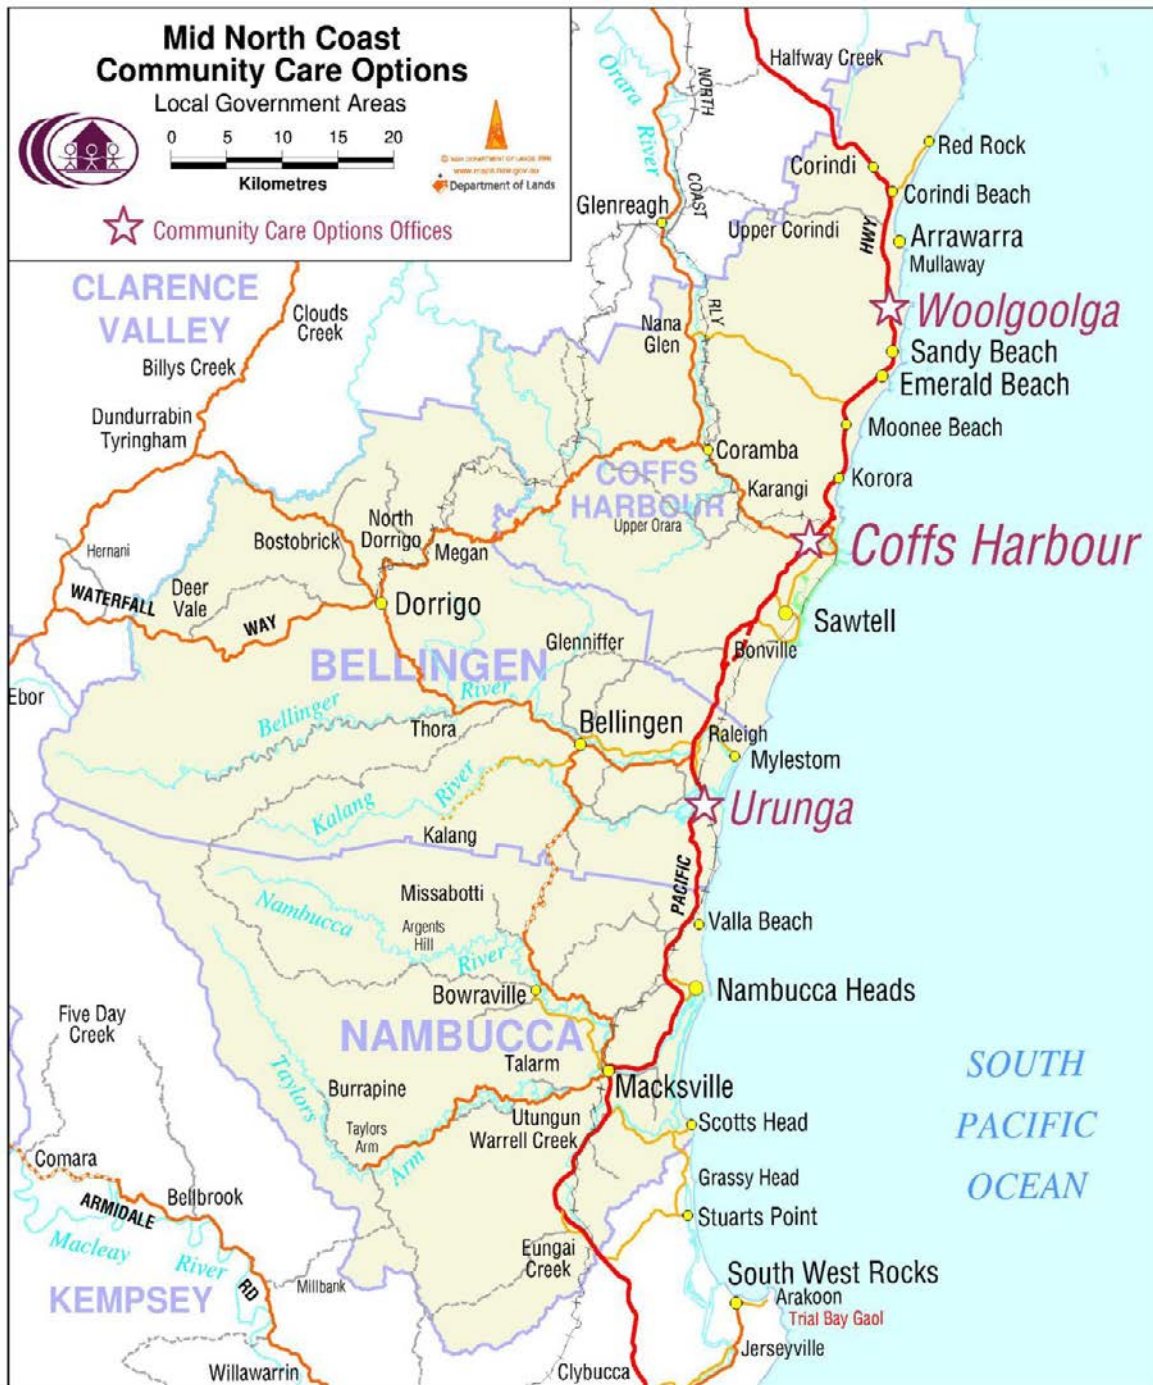 Mid North Coast
Community Care Options
Local Government Areas
0 5 10 15 20
Kilometres
www.maps.nsw.gov.au
Department of Lands
Community Care Options Offices
Halfway Creek
Orara
River
NORTH
COAST
RLY
HWY
Red Rock
Corindi
Corindi Beach
Glenreagh
Upper Corindi
Arrawarra
Mullaway
CLARENCE
VALLEY
Clouds
Creek
Woolgoolga
Nana
Glen
Sandy Beach
Billys Creek
Emerald Beach
Dundurrabin
Tyringham
Moonee Beach
Coramba
COFFS
HARBOUR
Karangi
Korora
North
Dorrigo
Upper Orara
Bostobrick
Megan
Hernani
Coffs Harbour
Deer
Vale
WATERFALL
WAY
Dorrigo
Sawtell
Glenniffer
Bonville
BELLINGEN
Ebor
Bellinger
River
Thora
Bellingen
Raleigh
Mylestom
Kalang
River
Urunga
Kalang
PACIFIC
Missabotti
Nambucca
River
Argents
Hill
Valla Beach
Bowraville
Nambucca Heads
Five Day
Creek
NAMBUCCA
Talarm
SOUTH
PACIFIC
OCEAN
Taylors
Arm
Burrapine
Macksville
Utungun
Warrell Creek
Taylors
Arm
Scotts Head
Comara
Grassy Head
Bellbrook
ARMIDALE
RD
Stuarts Point
Macleay
River
Eungai
Creek
KEMPSEY
Millbank
South West Rocks
Arakoon
Trial Bay Gaol
Jerseyville
Willawarrin
Clybucca